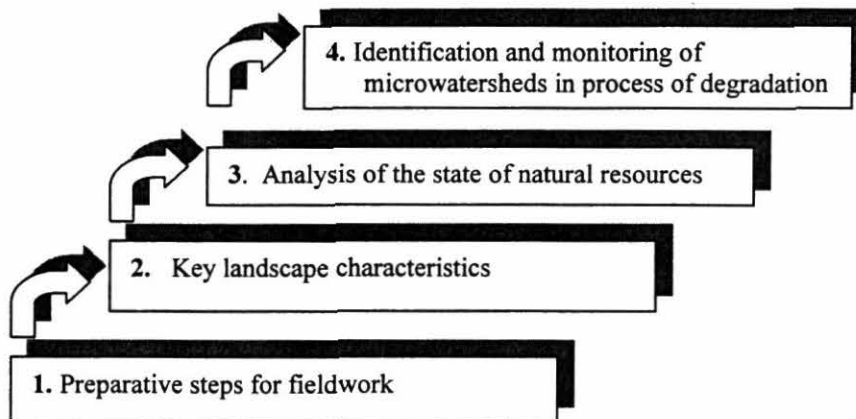 4. Identification and monitoring of
microwatersheds in process of degradation
3. Analysis of the state of natural resources
2. Key landscape characteristics
1. Preparative steps for fieldwork